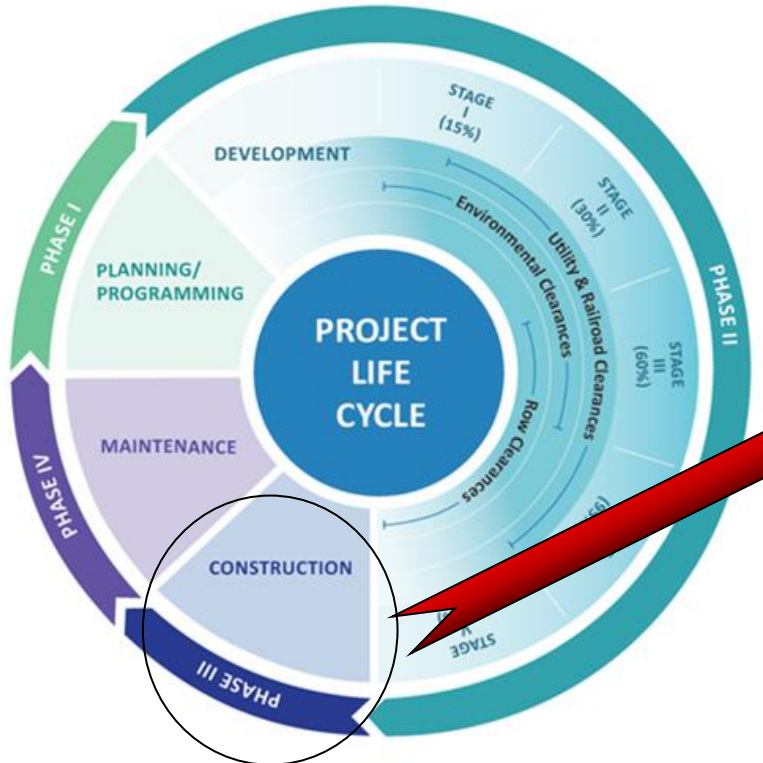 PROJECT
LIFE
CYCLE
PHASE I
PLANNING/
PROGRAMMING
PHASE II
DEVELOPMENT
STAGE
I
(15%)
STAGE
II
(30%)
STAGE
III
(60%)
STAGE
V
Environmental Clearances
Utility & Railroad Clearances
Row Clearances
PHASE III
CONSTRUCTION
PHASE IV
MAINTENANCE